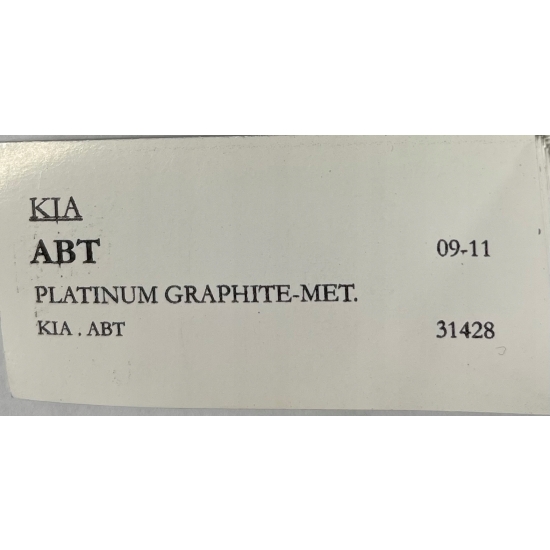 KIA
ABT 09-11
PLATINUM GRAPHITE-MET.
KIA . ABT 31428